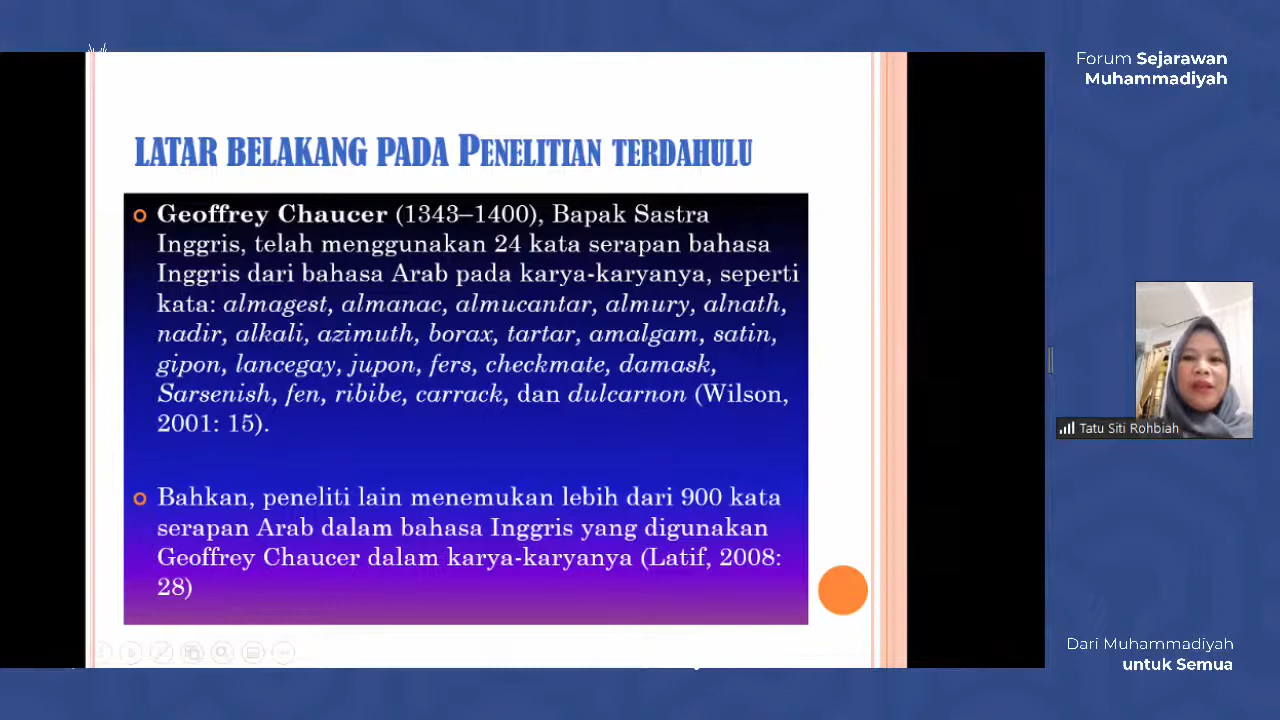 Forum Sejarawan
Muhammadiyah
LATAR BELAKANG PADA PENELITIAN TERDAHULU
Geoffrey Chaucer (1343–1400), Bapak Sastra
Inggris, telah menggunakan 24 kata serapan bahasa
Inggris dari bahasa Arab pada karya-karyanya, seperti
kata: almagest, almanac, almucantar, almury, alnath,
nadir, alkali, azimuth, borax, tartar, amalgam, satin,
gipon, lancegay, jupon, fers, checkmate, damask,
Sarsenish, fen, ribibe, carrack, dan dulcarnon (Wilson,
2001: 15).
Bahkan, peneliti lain menemukan lebih dari 900 kata
serapan Arab dalam bahasa Inggris yang digunakan
Geoffrey Chaucer dalam karya-karyanya (Latif, 2008:
28)
Tatu Siti Rohbiah
Dari Muhammadiyah
untuk Semua